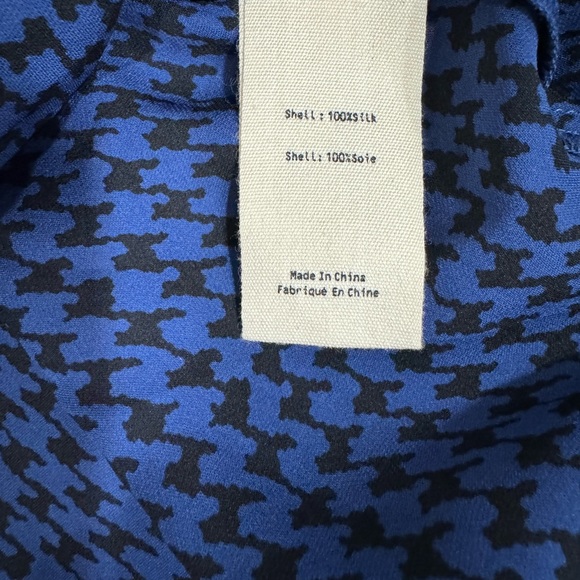 Shell: 100%Silk
Shell: 100%Soie
Made In China
Fabriqué En Chine